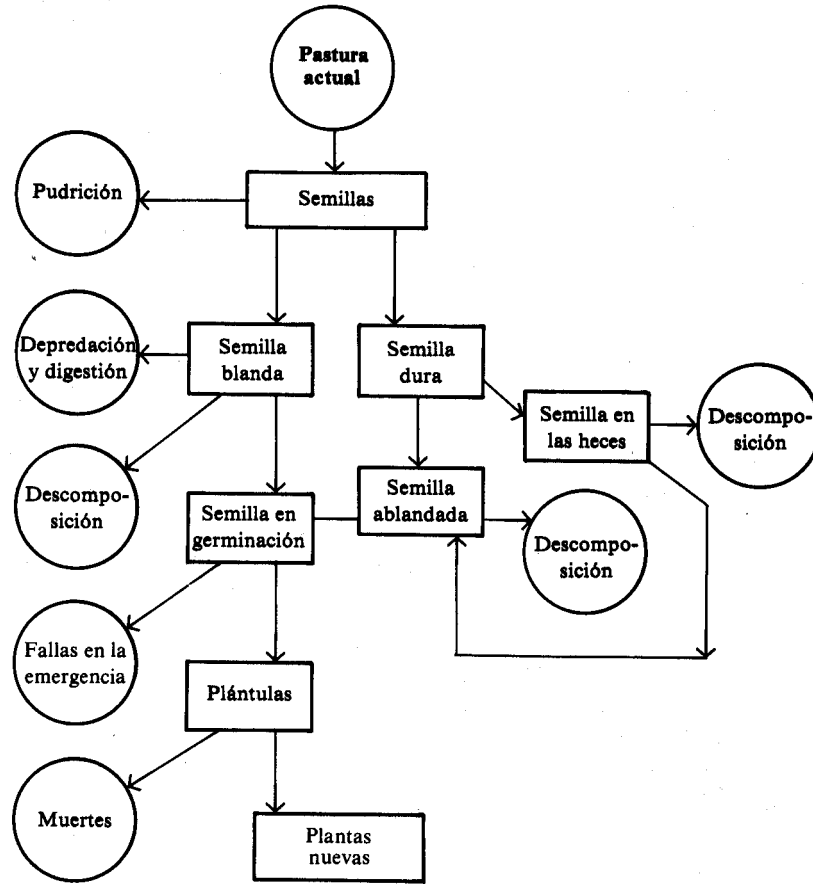 Pastura
actual
Pudrición
Semillas
Depredación
y digestión
Semilla
blanda
Semilla
dura
Semilla en
las heces
Descompo-
sición
Descompo-
sición
Semilla en
germinación
Semilla
ablandada
Descompo-
sición
Fallas en la
emergencia
Plántulas
Muertes
Plantas
nuevas